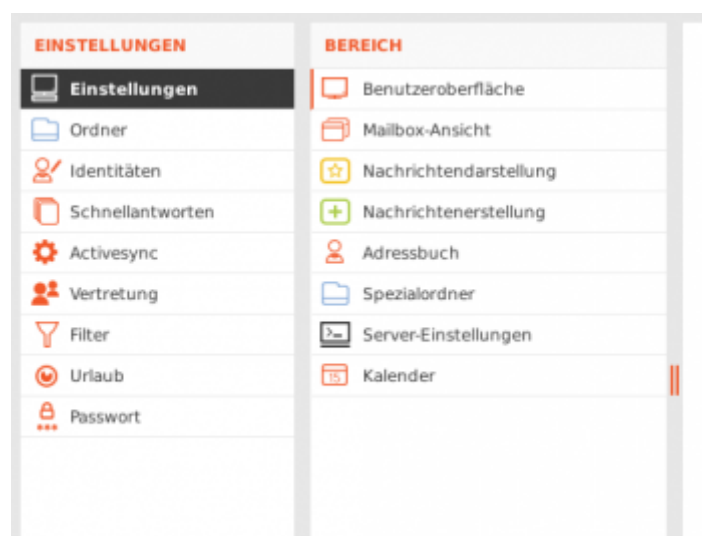 EINSTELLUNGEN
Einstellungen
Ordner
Identitäten
Schnellantworten
Activesync
Vertretung
Filter
Urlaub
Passwort
BEREICH
Benutzeroberfläche
Mailbox-Ansicht
Nachrichtendarstellung
Nachrichtenerstellung
Adressbuch
Spezialordner
Server-Einstellungen
15 Kalender